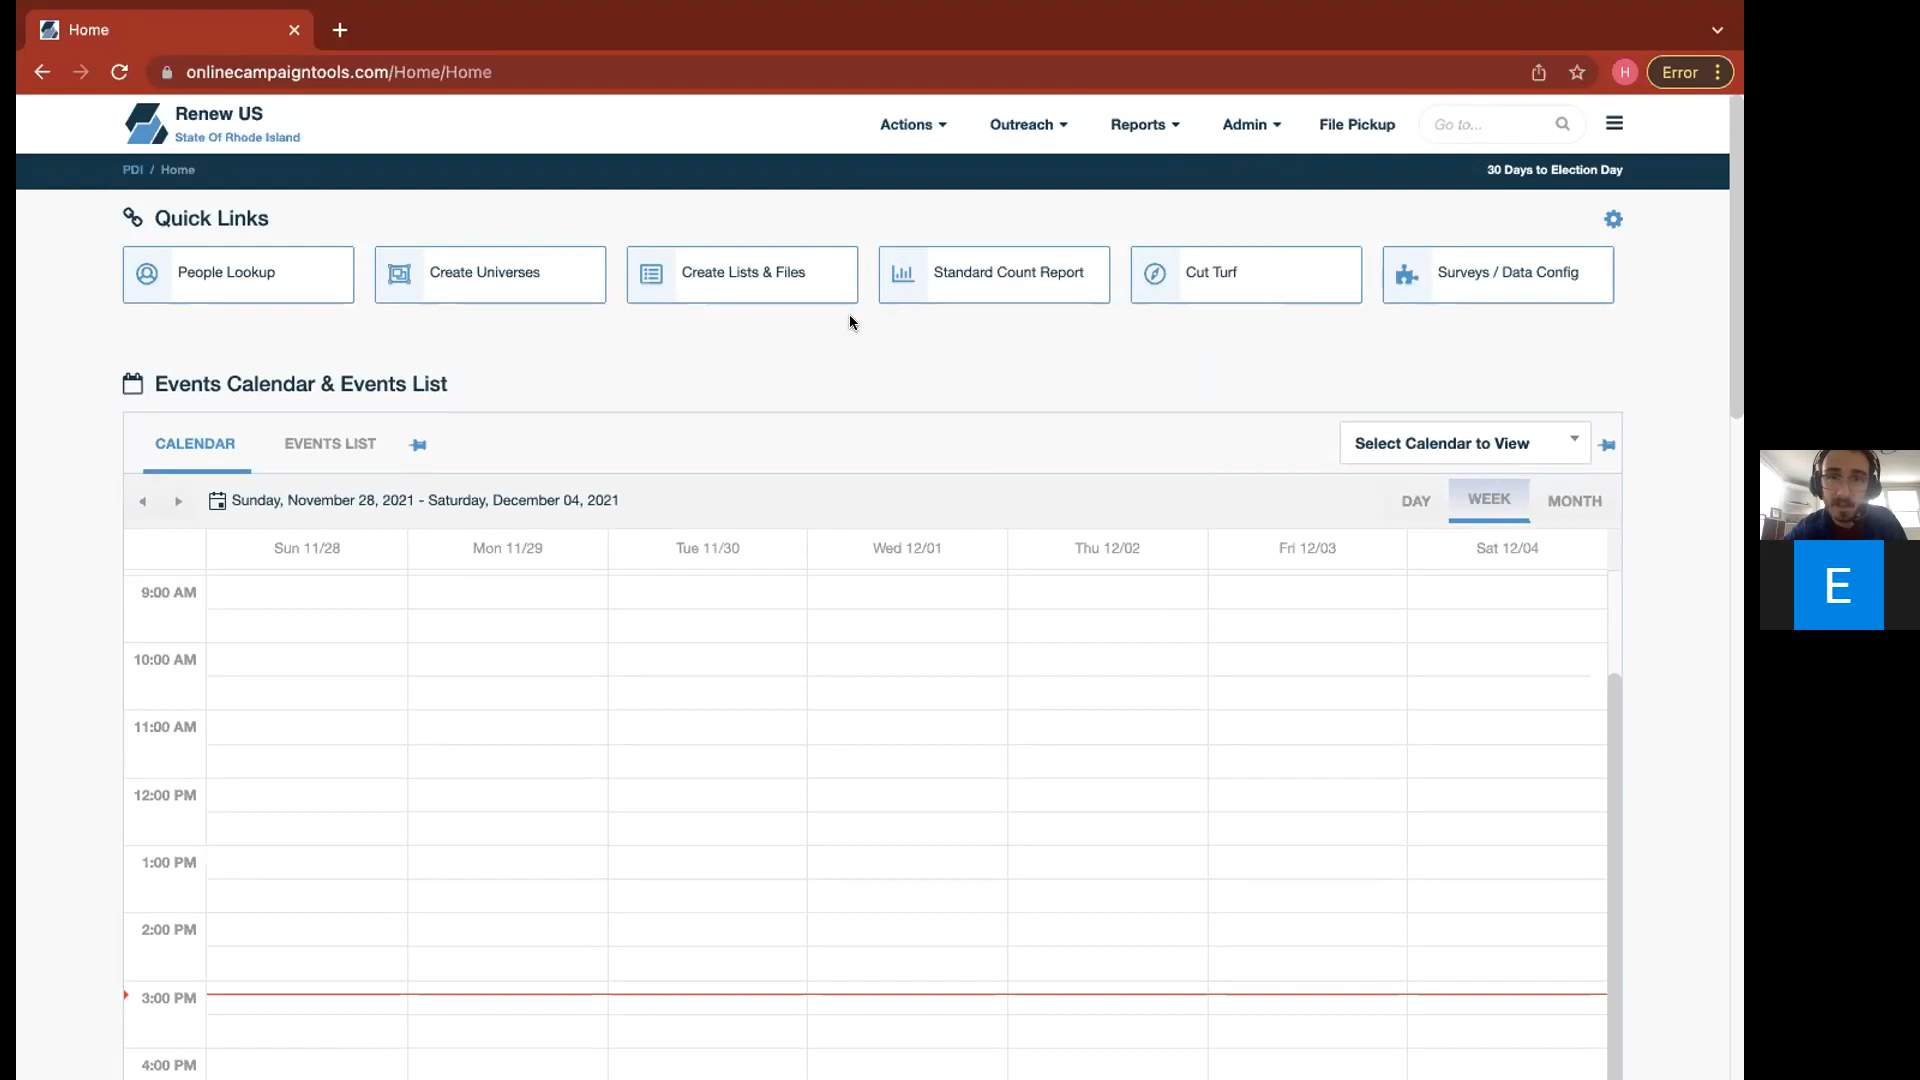 Home
onlinecampaigntools.com/Home/Home
H
Error
Renew US
State Of Rhode Island
Actions
Outreach
Reports
Admin
File Pickup
Go to...
PDI / Home
30 Days to Election Day
Quick Links
People Lookup
Create Universes
Create Lists & Files
Standard Count Report
Cut Turf
Surveys / Data Config
Events Calendar & Events List
CALENDAR
EVENTS LIST
Select Calendar to View
Sunday, November 28, 2021 - Saturday, December 04, 2021
DAY
WEEK
MONTH
Sun 11/28
Mon 11/29
Tue 11/30
Wed 12/01
Thu 12/02
Fri 12/03
Sat 12/04
9:00 AM
10:00 AM
11:00 AM
12:00 PM
1:00 PM
2:00 PM
3:00 PM
4:00 PM
E